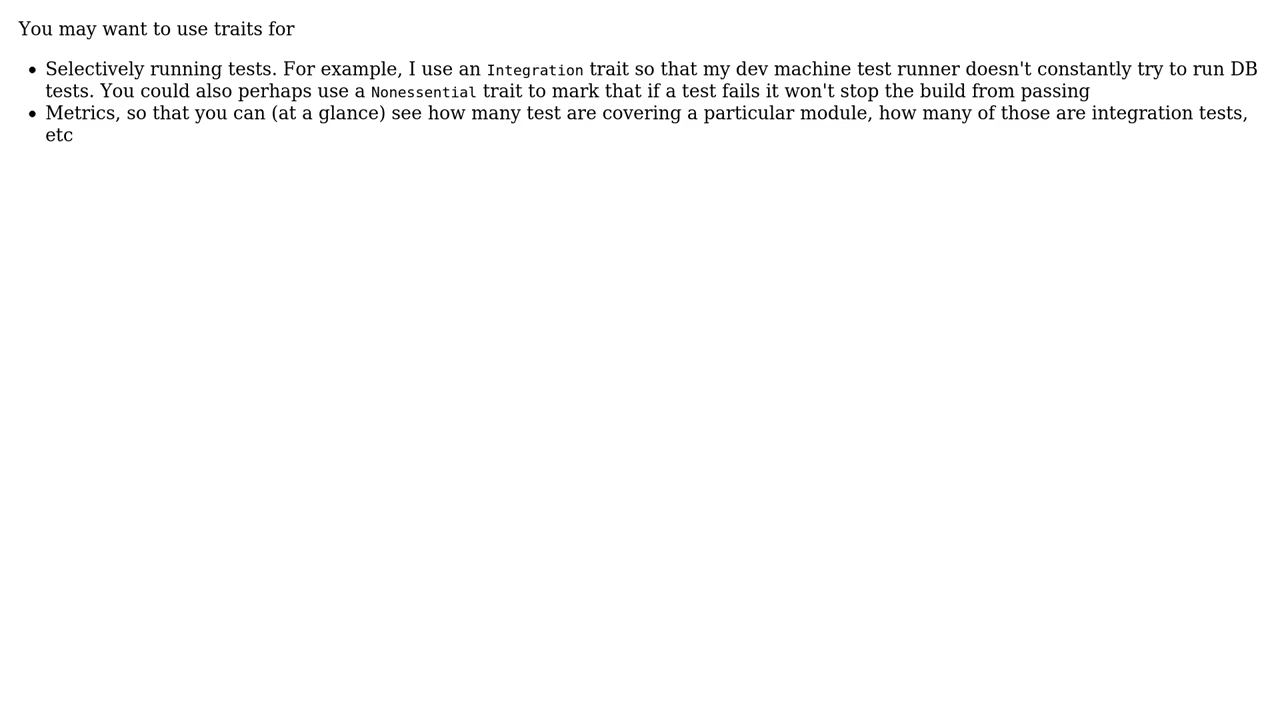 You may want to use traits for
• Selectively running tests. For example, I use an Integration trait so that my dev machine test runner doesn't constantly try to run DB
tests. You could also perhaps use a Nonessential trait to mark that if a test fails it won't stop the build from passing
• Metrics, so that you can (at a glance) see how many test are covering a particular module, how many of those are integration tests,
etc